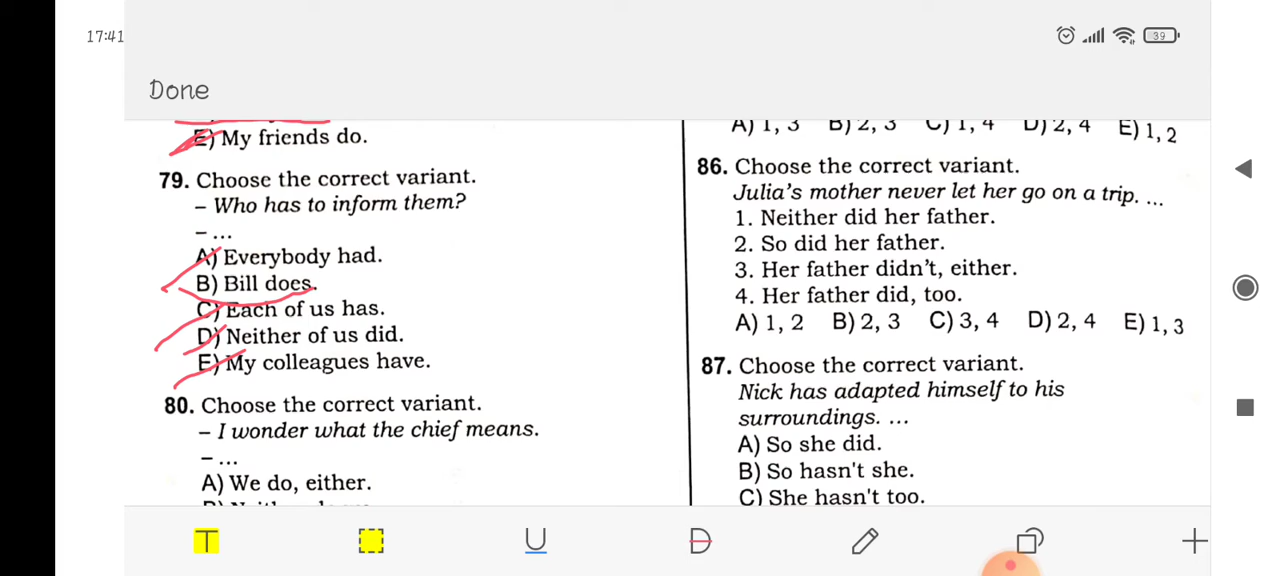 17:41
39
Done
E) My friends do.
79. Choose the correct variant.
– Who has to inform them?
– ...
A) Everybody had.
B) Bill does.
C) Each of us has.
D) Neither of us did.
E) My colleagues have.
80. Choose the correct variant.
– I wonder what the chief means.
– ...
A) We do, either.
A) 1, 3 B) 2, 3 C) 1, 4 D) 2, 4 E) 1, 2
86. Choose the correct variant.
Julia's mother never let her go on a trip. ...
1. Neither did her father.
2. So did her father.
3. Her father didn't, either.
4. Her father did, too.
A) 1, 2 B) 2, 3 C) 3, 4 D) 2, 4 E) 1, 3
87. Choose the correct variant.
Nick has adapted himself to his
surroundings. ...
A) So she did.
B) So hasn't she.
C) She hasn't too.
T U D